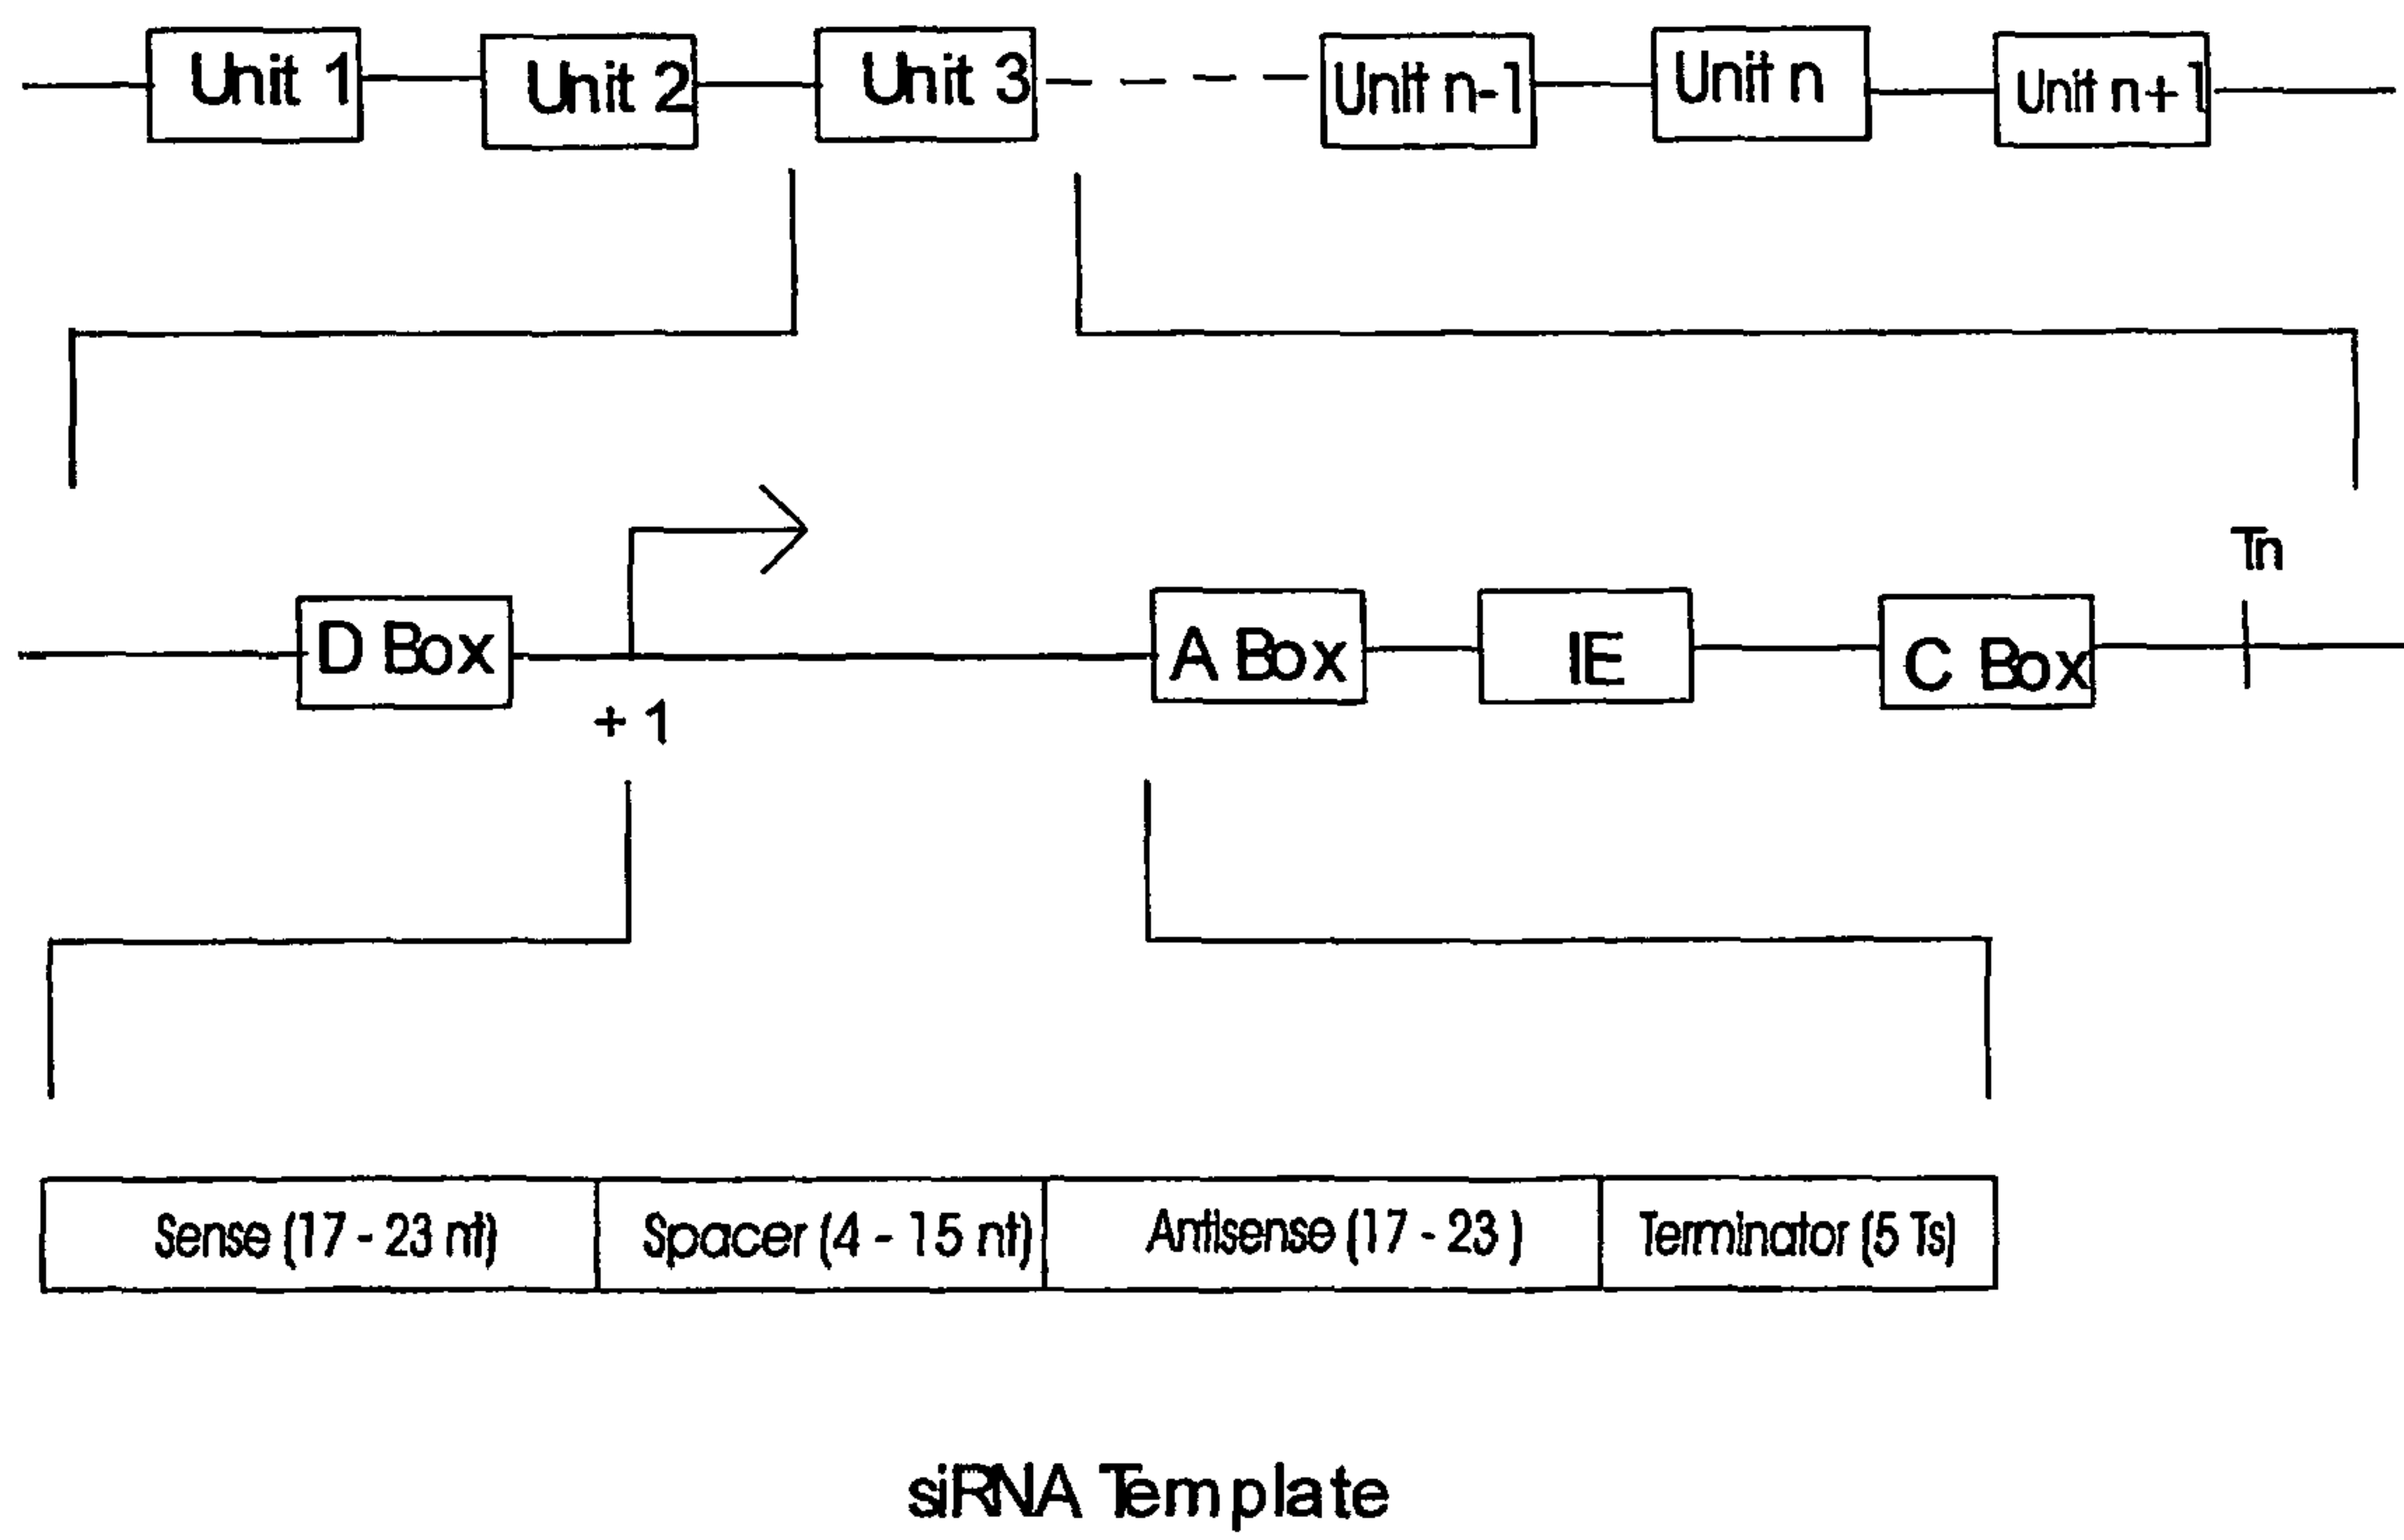 Unit 1 Unit 2 Unit 3 Unit n-1 Unit n Unit n+1
Tn
D Box A Box IE C Box
+1
Sense (17 - 23 nt) Spacer (4 - 15 nt) Antisense (17 - 23 ) Terminator (5 Ts)
siRNA Template